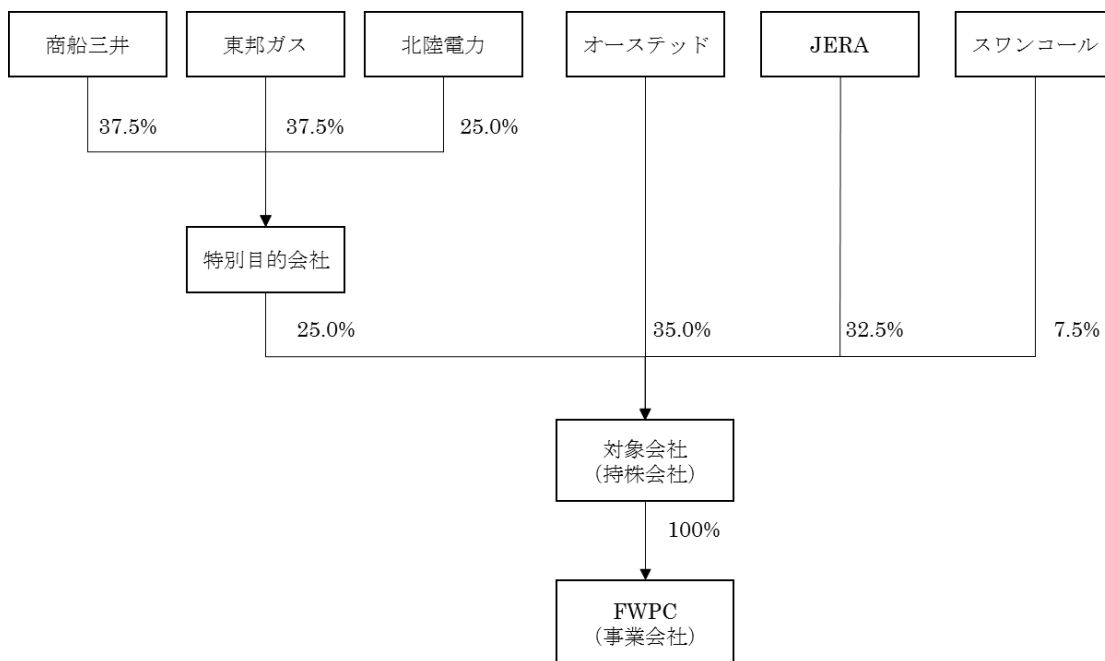 商船三井
東邦ガス
北陸電力
オーステッド
JERA
スワンコール
37.5%
37.5%
25.0%
特別目的会社
25.0%
35.0%
32.5%
7.5%
対象会社
（持株会社）
100%
FWPC
（事業会社）